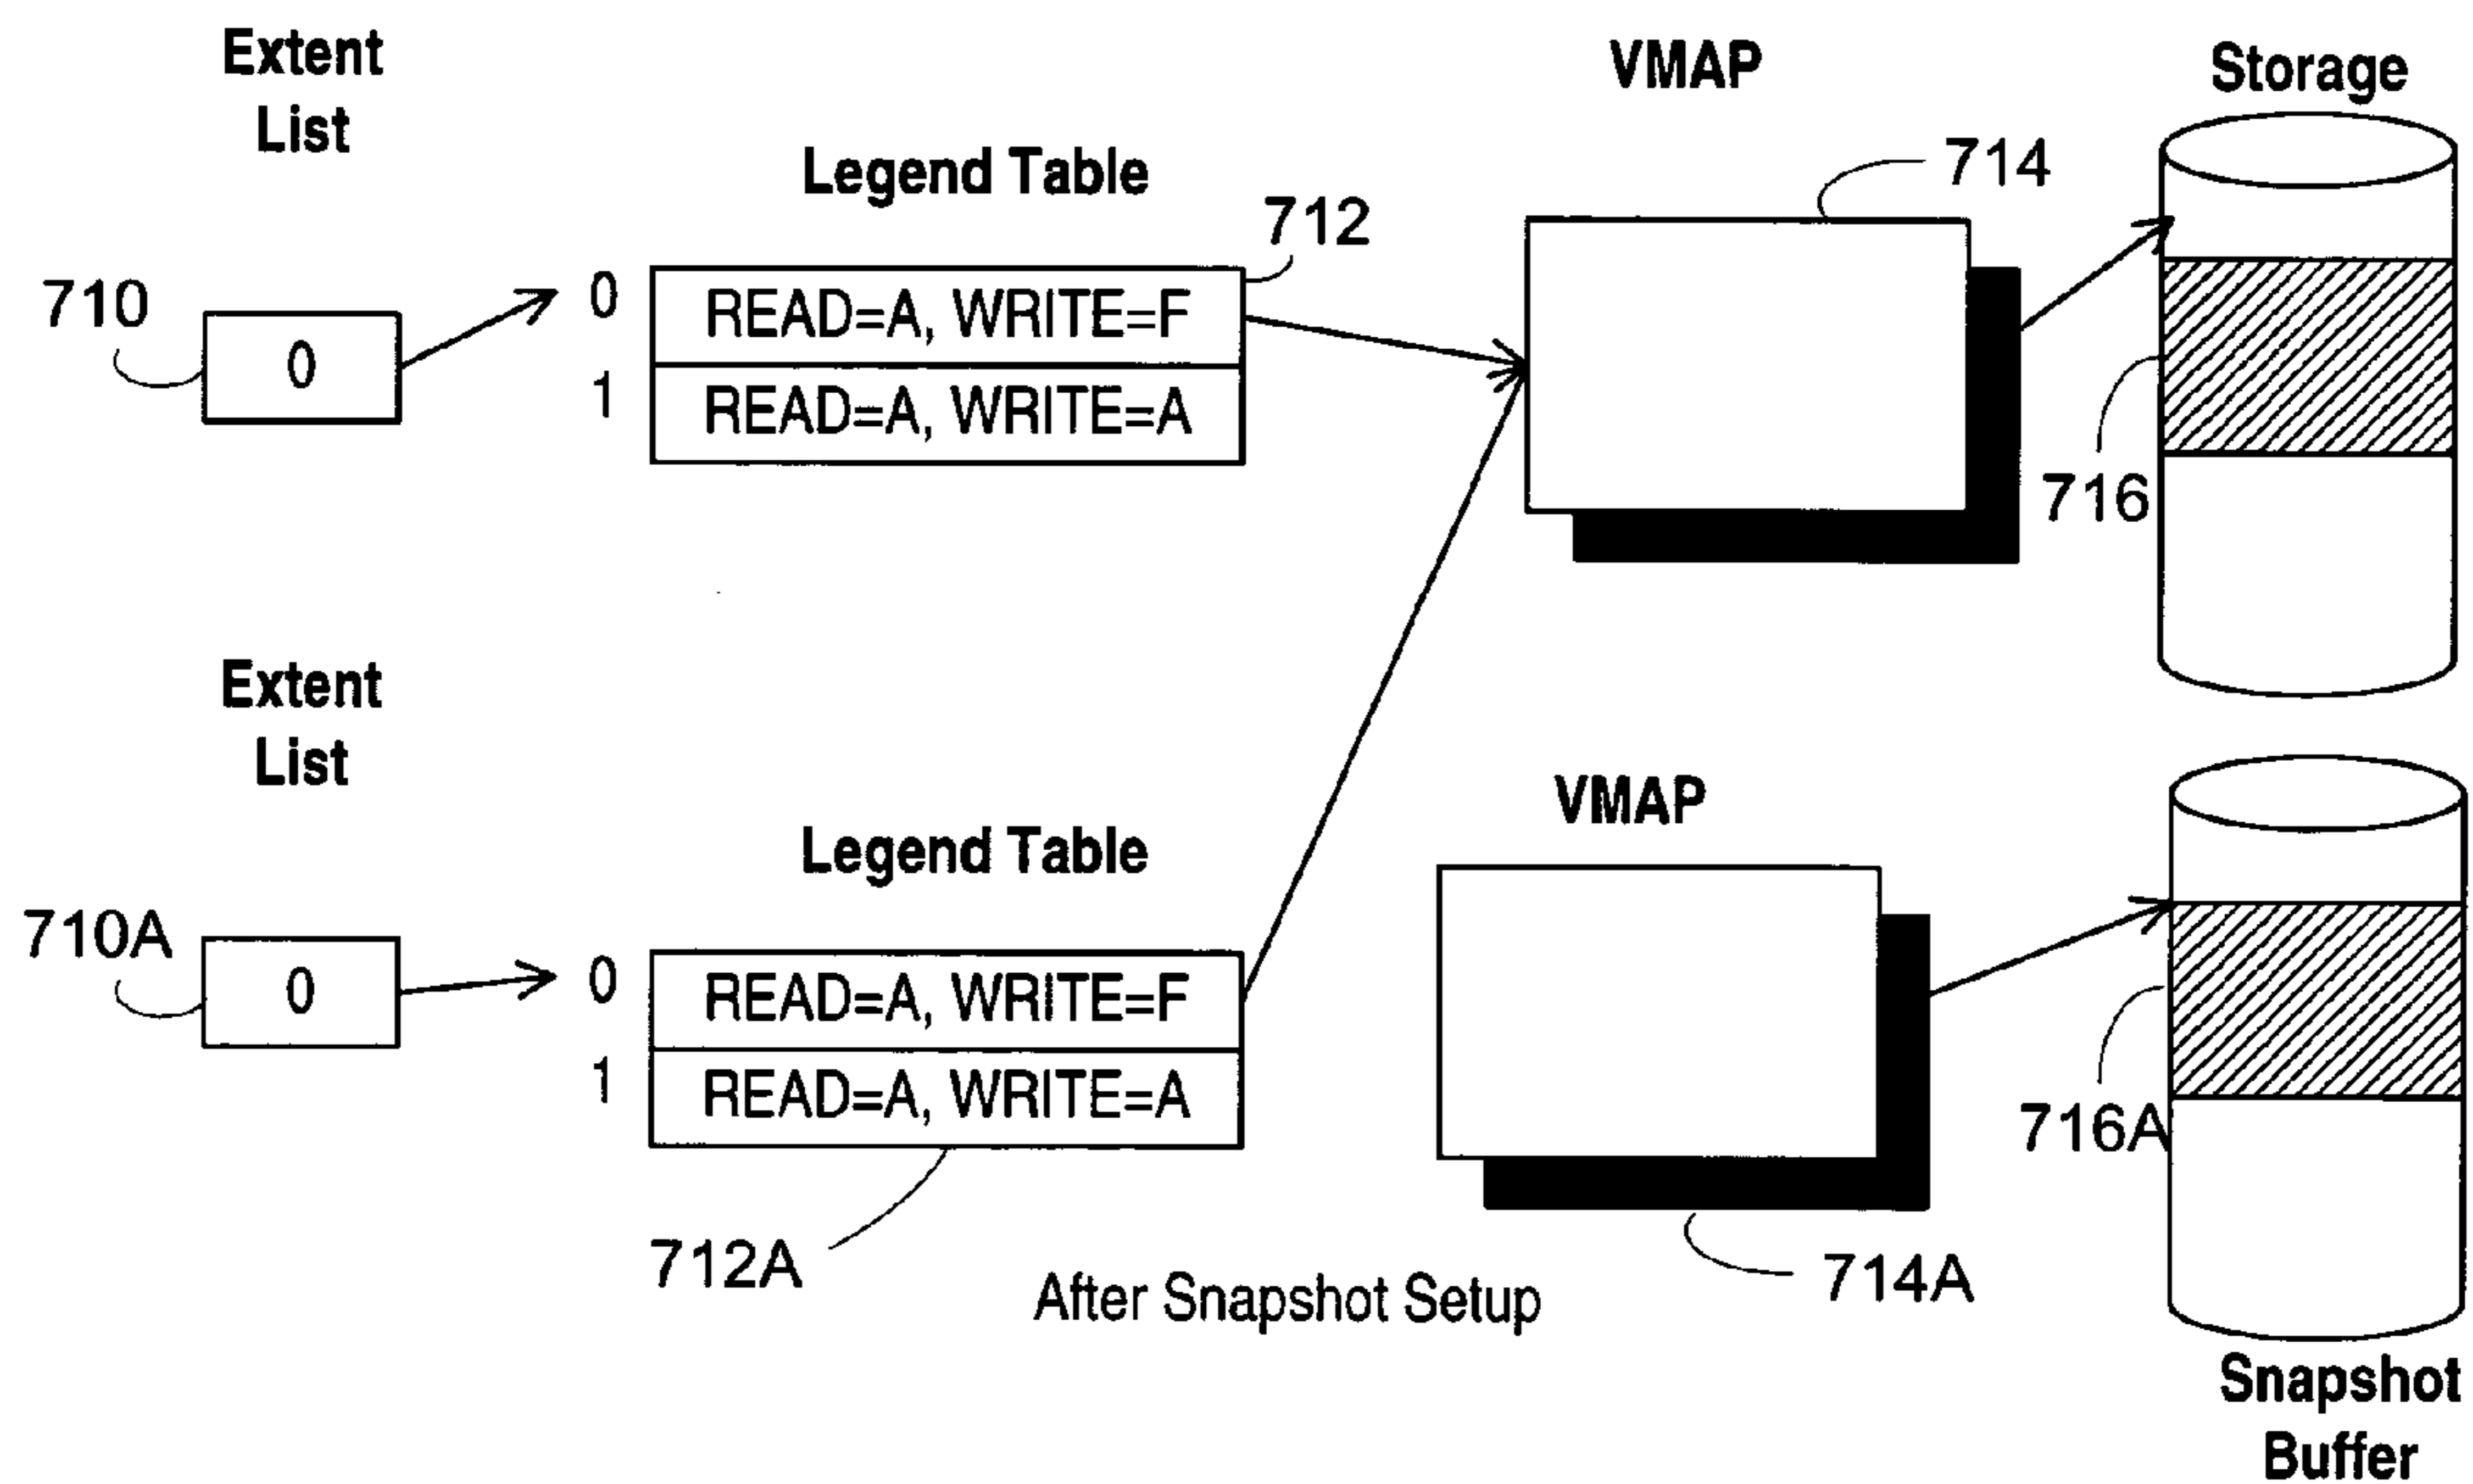 Extent
List
VMAP
Storage
714
Legend Table
712
710
0
0
READ=A, WRITE=F
1
READ=A, WRITE=A
716
Extent
List
VMAP
Legend Table
710A
0
0
READ=A, WRITE=F
1
READ=A, WRITE=A
716A
712A
714A
After Snapshot Setup
Snapshot
Buffer